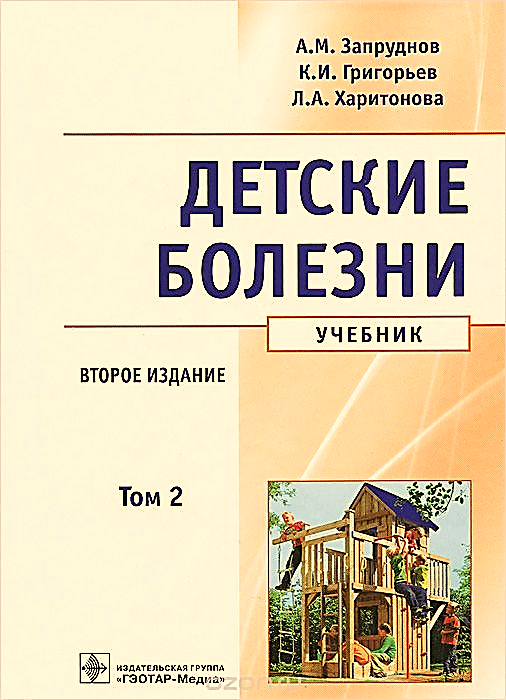 А.М. Запруднов
К.И. Григорьев
Л.А. Харитонова
ДЕТСКИЕ
БОЛЕЗНИ
УЧЕБНИК
ВТОРОЕ ИЗДАНИЕ
Том 2
ИЗДАТЕЛЬСКАЯ ГРУППА
«ГЭОТАР-Медиа»